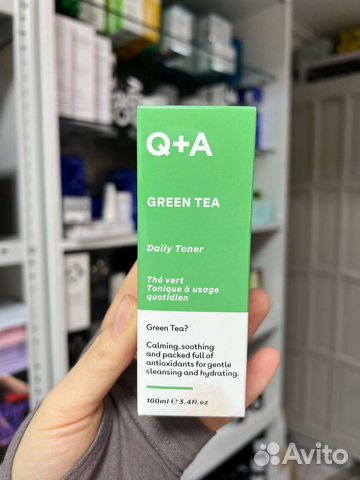 Q+A
GREEN TEA
Daily Toner
Thé vert
Tonique à usage
quotidien
Green Tea?
Calming, soothing
and packed full of
antioxidants for gentle
cleansing and hydrating.
100ml ℮ 3.4fl.oz
Avito